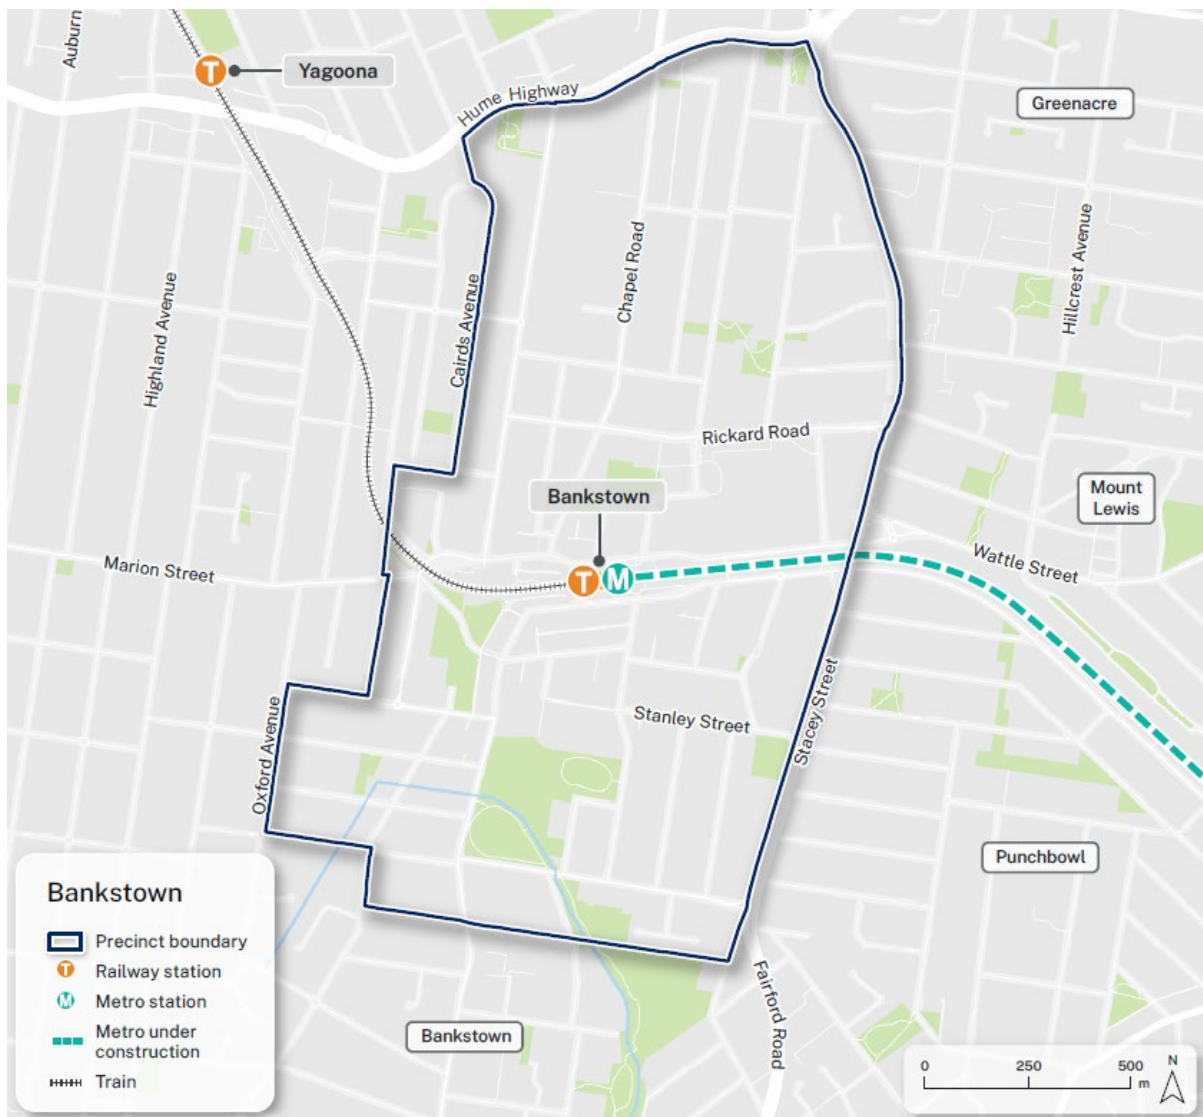 Auburn
Yagoona
Hume Highway
Greenacre
Chapel Road
Hillcrest Avenue
Highland Avenue
Cairds Avenue
Rickard Road
Bankstown
Mount
Lewis
T
T
M
Wattle Street
Marion Street
Stanley Street
Stacey Street
Oxford Avenue
Punchbowl
Fairford Road
Bankstown
Bankstown
Precinct boundary
T
Railway station
M
Metro station
Metro under
construction
Train
0
250
500
m
N